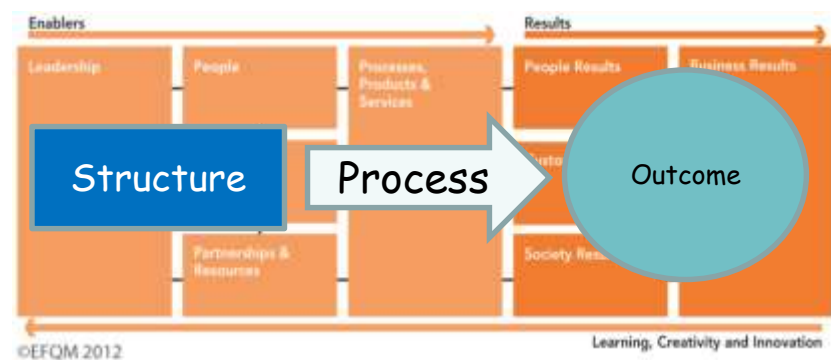 Enablers
Results
Leadership
People
Processes,
Products &
Services
People Results
Business Results
Structure
Process
Outcome
Partnerships &
Resources
Society
Learning, Creativity and Innovation
©EFQM 2012